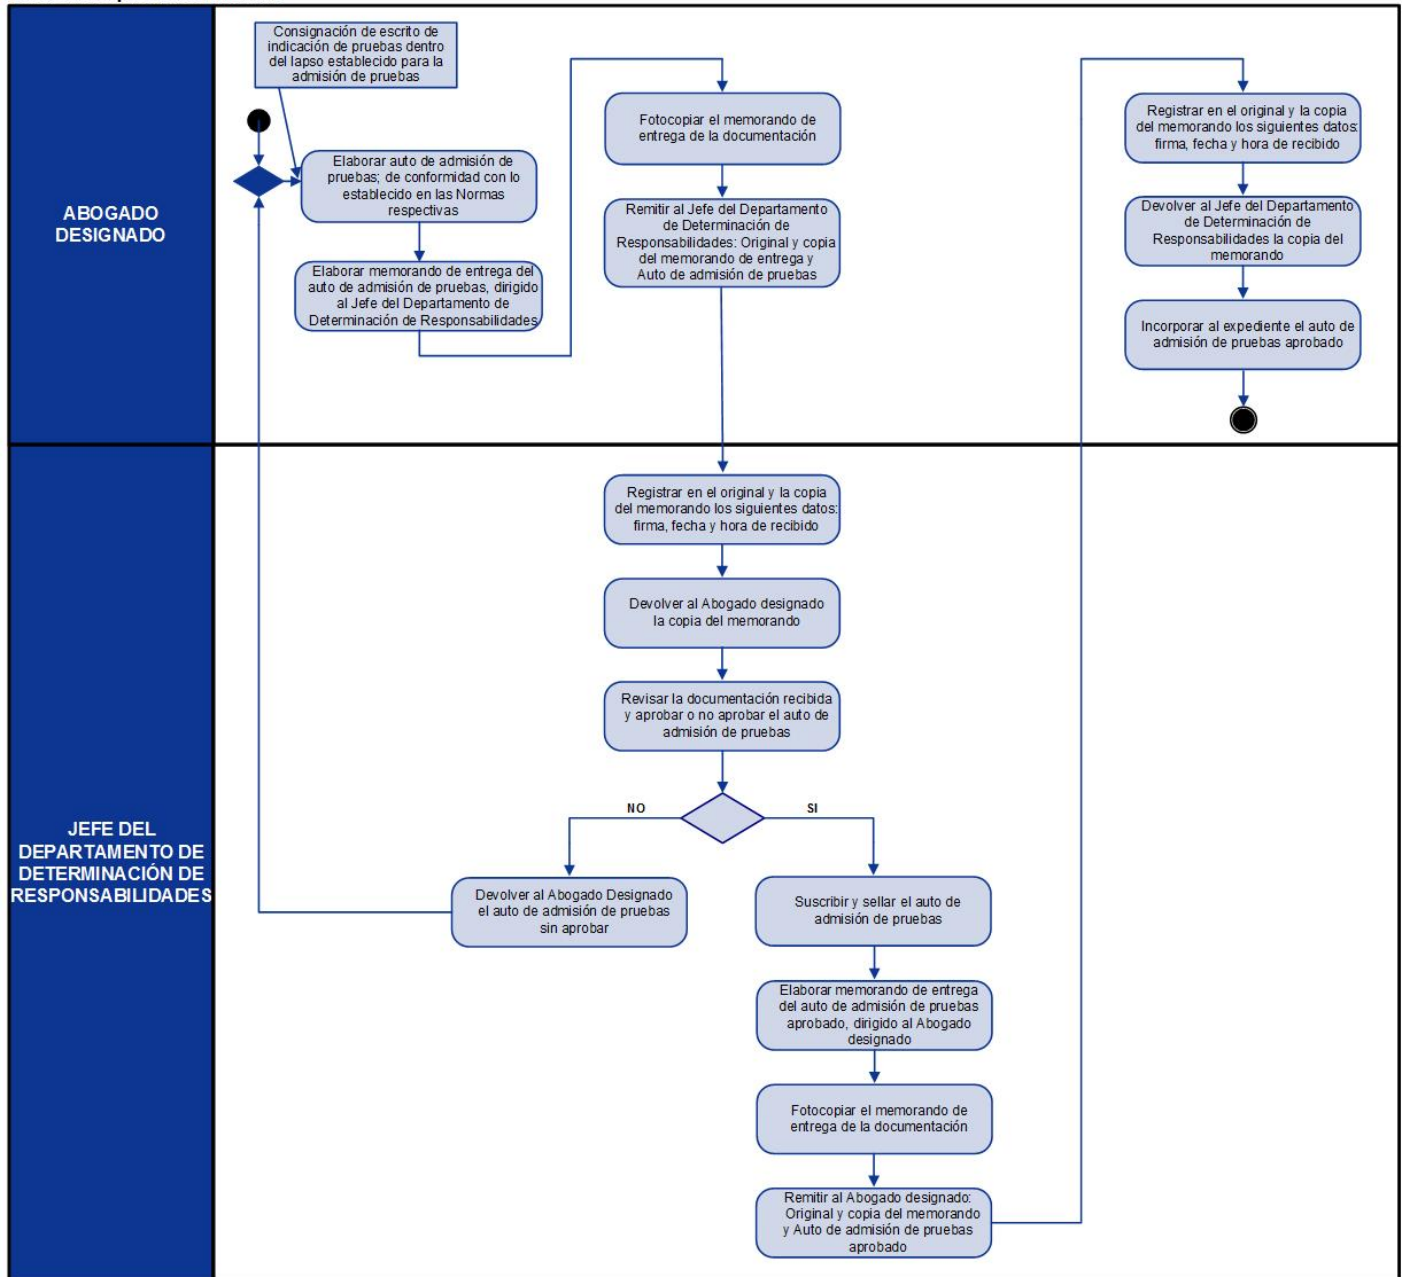 ABOGADO
DESIGNADO
Consignación de escrito de
indicación de pruebas dentro
del lapso establecido para la
admisión de pruebas
Elaborar auto de admisión de
pruebas; de conformidad con lo
establecido en las Normas
respectivas
Elaborar memorando de entrega del
auto de admisión de pruebas, dirigido
al Jefe del Departamento de
Determinación de Responsabilidades
Fotocopiar el memorando de
entrega de la documentación
Remitir al Jefe del Departamento
de Determinación de
Responsabilidades: Original y copia
del memorando de entrega y
Auto de admisión de pruebas
Registrar en el original y la copia
del memorando los siguientes datos:
firma, fecha y hora de recibido
Devolver al Jefe del Departamento
de Determinación de
Responsabilidades la copia del
memorando
Incorporar al expediente el auto de
admisión de pruebas aprobado
JEFE DEL
DEPARTAMENTO DE
DETERMINACIÓN DE
RESPONSABILIDADES
Registrar en el original y la copia
del memorando los siguientes datos:
firma, fecha y hora de recibido
Devolver al Abogado designado
la copia del memorando
Revisar la documentación recibida
y aprobar o no aprobar el auto de
admisión de pruebas
NO
SI
Devolver al Abogado Designado
el auto de admisión de pruebas
sin aprobar
Suscribir y sellar el auto de
admisión de pruebas
Elaborar memorando de entrega
del auto de admisión de pruebas
aprobado, dirigido al Abogado
designado
Fotocopiar el memorando de
entrega de la documentación
Remitir al Abogado designado:
Original y copia del memorando
y Auto de admisión de pruebas
aprobado